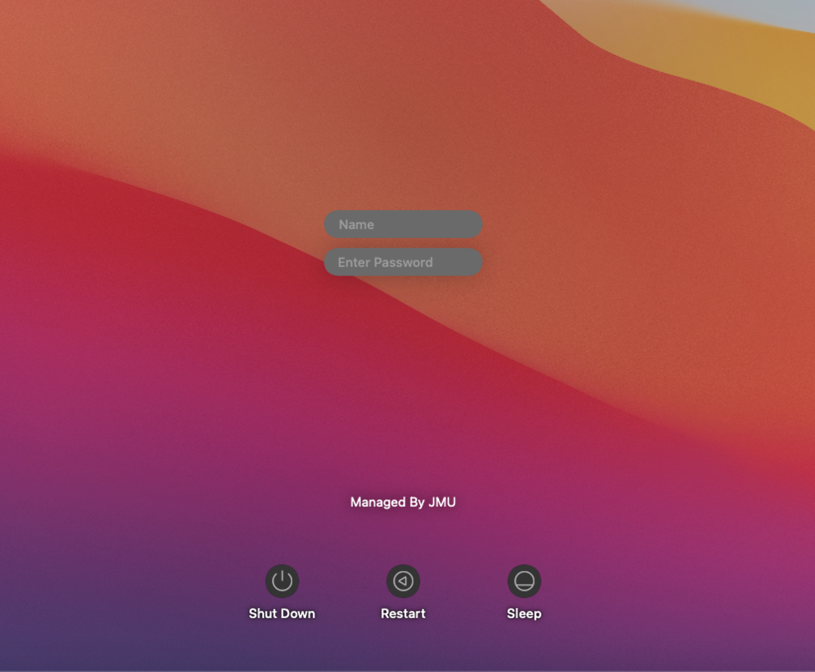 Name
Enter Password
Managed By JMU
Shut Down
Restart
Sleep